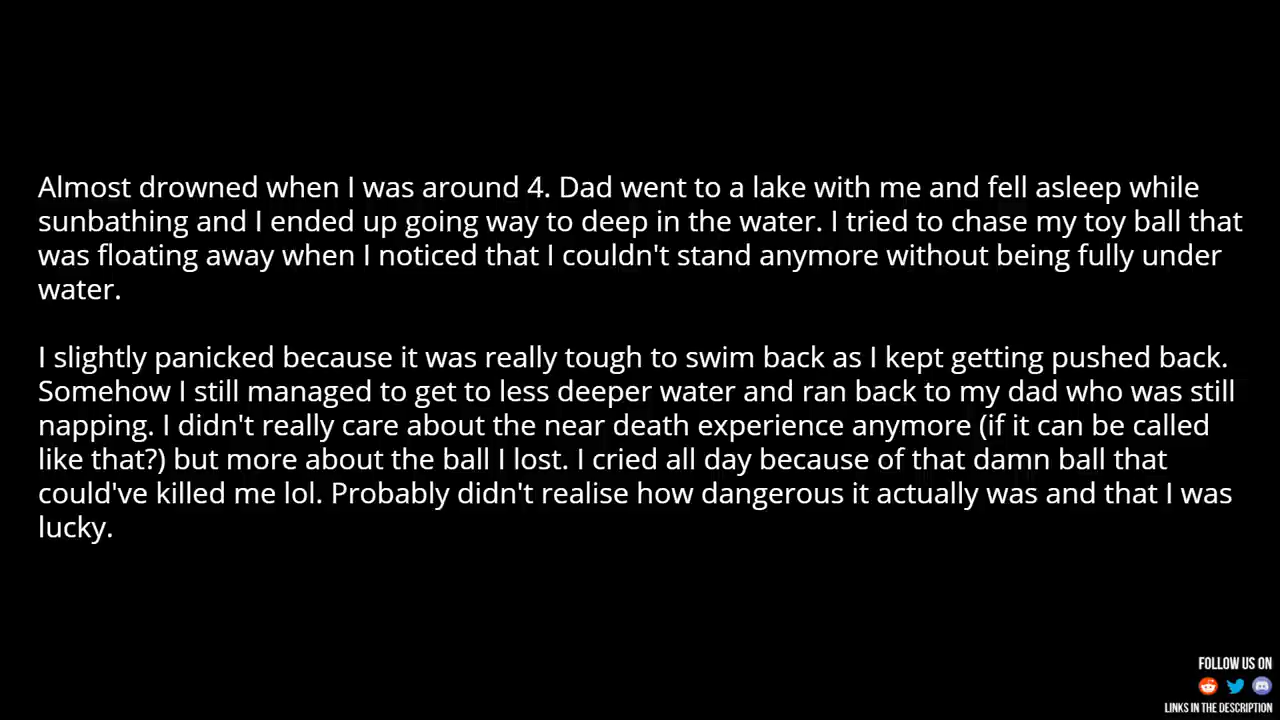 Almost drowned when I was around 4. Dad went to a lake with me and fell asleep while
sunbathing and I ended up going way to deep in the water. I tried to chase my toy ball that
was floating away when I noticed that I couldn't stand anymore without being fully under
water.
I slightly panicked because it was really tough to swim back as I kept getting pushed back.
Somehow I still managed to get to less deeper water and ran back to my dad who was still
napping. I didn't really care about the near death experience anymore (if it can be called
like that?) but more about the ball I lost. I cried all day because of that damn ball that
could've killed me lol. Probably didn't realise how dangerous it actually was and that I was
lucky.
FOLLOW US ON
LINKS IN THE DESCRIPTION